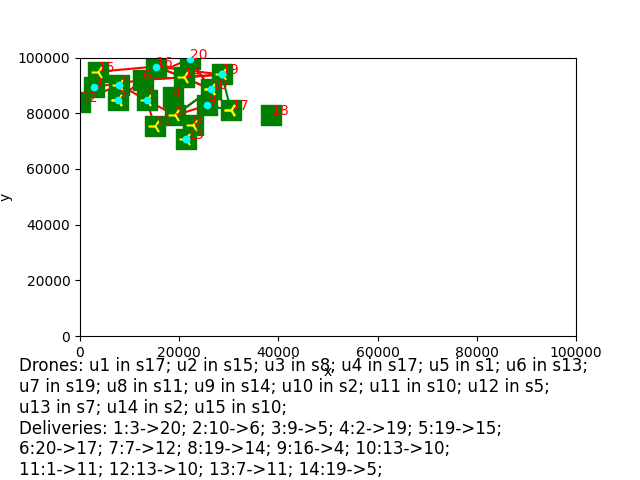 20
16
19
18
17
100000
80000
60000
40000
20000
0
y
0 20000 40000 60000 80000 100000
x
Drones: u1 in s17; u2 in s15; u3 in s8; u4 in s17; u5 in s1; u6 in s13;
u7 in s19; u8 in s11; u9 in s14; u10 in s2; u11 in s10; u12 in s5;
u13 in s7; u14 in s2; u15 in s10;
Deliveries: 1:3->20; 2:10->6; 3:9->5; 4:2->19; 5:19->15;
6:20->17; 7:7->12; 8:19->14; 9:16->4; 10:13->10;
11:1->11; 12:13->10; 13:7->11; 14:19->5;